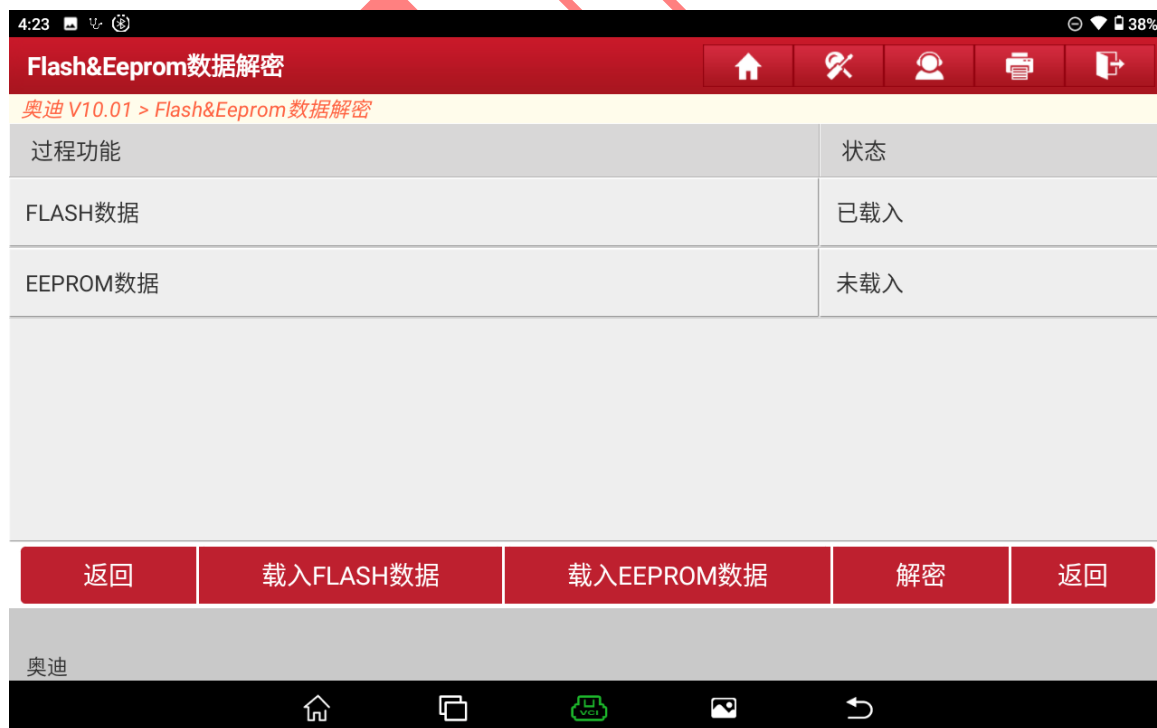 4:23
38%
Flash&Eeprom数据解密
奥迪 V10.01 > Flash&Eeprom数据解密
过程功能 状态
FLASH数据 已载入
EEPROM数据 未载入
返回 载入FLASH数据 载入EEPROM数据 解密 返回
奥迪
VCI